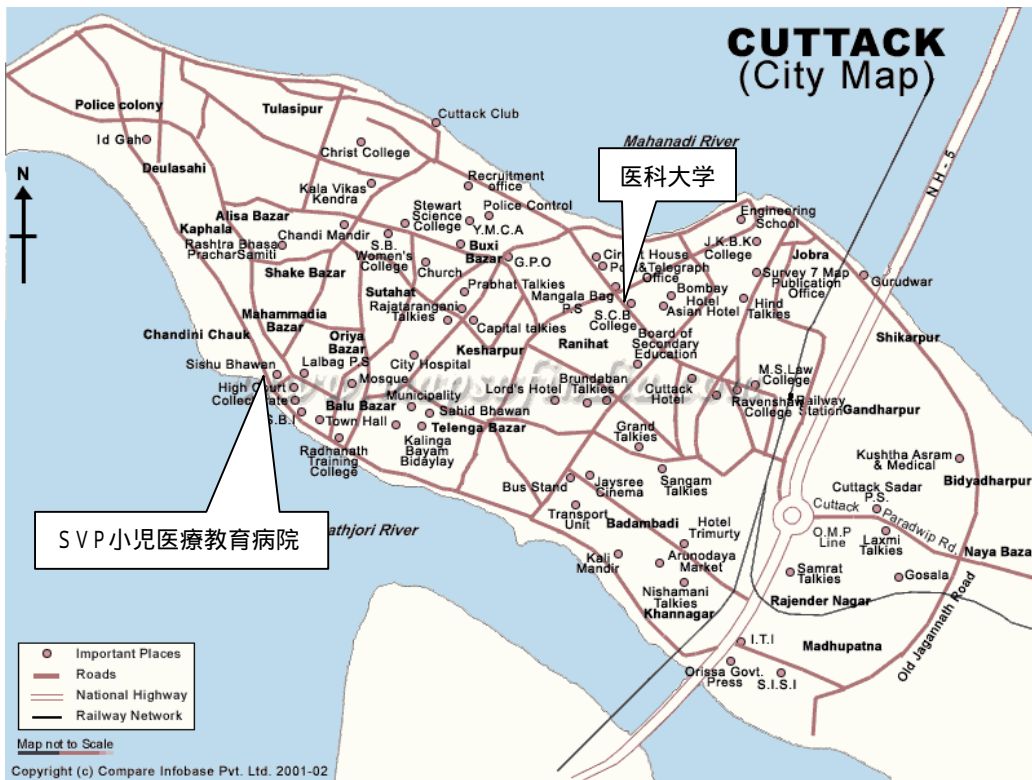 CUTTACK
(City Map)
Police colony
Tulasipur
Id Gah
Cuttack Club
Mahanadi River
NH-5
N
Deulasahi
Christ College
医科大学
Kala Vikas
Kendra
Recruitment
office
Alisa Bazar
Kaphala
Stewart
Science
College
Police Control
Y.M.C.A
Engineering
School
Rashtra Bhasa
PracharSamiti
Chandi Mandir
S.B.
Women's
College
Buxi
Bazar
G.P.O
J.K.B.K
College
Jobra
Shake Bazar
Church
Post&Telegraph
Office
Survey 7 Map
Publication
Office
Gurudwar
Sutahat
Prabhat Talkies
Mangala Bag
P.S
Bombay
Hotel
Asian Hotel
Hind
Talkies
Mahammadia
Bazar
Rajatarangani
Talkies
Capital talkies
S.C.B
College
Chandini Chauk
Oriya
Bazar
Kesharpur
Ranihat
Board of
Secondary
Education
Shikarpur
Sishu Bhawan
Lalbag P.S
City Hospital
M.S.Law
College
High Court
Mosque
Municipality
Lord's Hotel
Brundaban
Talkies
Cuttack
Hotel
Ravenshaw
College
Railway
Station
Gandharpur
S.B.I
Town Hall
Balu Bazar
Sahid Bhawan
Telenga Bazar
Radhanath
Training
College
Kalinga
Bayam
Bidaylay
Grand
Talkies
Kushtha Asram
& Medical
Bus Stand
Jaysree
Cinema
Sangam
Talkies
Cuttack Sadar
P.S.
Bidyadharpur
SVP小児医療教育病院
Transport
Unit
Badambadi
Hotel
Trimurty
Cuttack
Paradwip Rd.
O.M.P
Line
Laxmi
Talkies
Naya Baza
Kali
Mandir
Arunodaya
Market
Samrat
Talkies
Gosala
Nishamani
Talkies
Khannagar
Rajender Nagar
Old Jagannath Road
I.T.I
Madhupatna
Orissa Govt.
Press
S.I.S.I
Important Places
Roads
National Highway
Railway Network
Map not to Scale
Copyright (c) Compare Infobase Pvt. Ltd. 2001-02